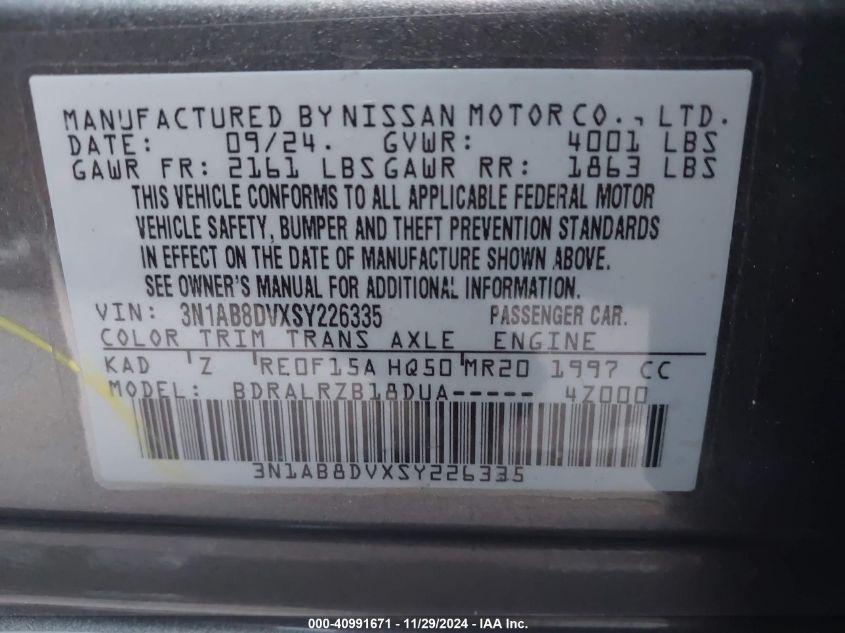 MANUFACTURED BY NISSAN MOTOR CO., LTD.
DATE: 09/24. GVWR: 4001 LBS
GAWR FR: 2161 LBS GAWR RR: 1863 LBS
THIS VEHICLE CONFORMS TO ALL APPLICABLE FEDERAL MOTOR
VEHICLE SAFETY, BUMPER AND THEFT PREVENTION STANDARDS
IN EFFECT ON THE DATE OF MANUFACTURE SHOWN ABOVE.
SEE OWNER'S MANUAL FOR ADDITIONAL INFORMATION.
VIN: 3N1AB8DVXSY226335 PASSENGER CAR.
COLOR TRIM TRANS AXLE ENGINE
KAD Z RE0F15A HQ50 MR20 1997 CC
MODEL: BDRALRZB18DUA----- 4Z000
3N1AB8DVXSY226335
000-40991671 - 11/29/2024 - IAA Inc.